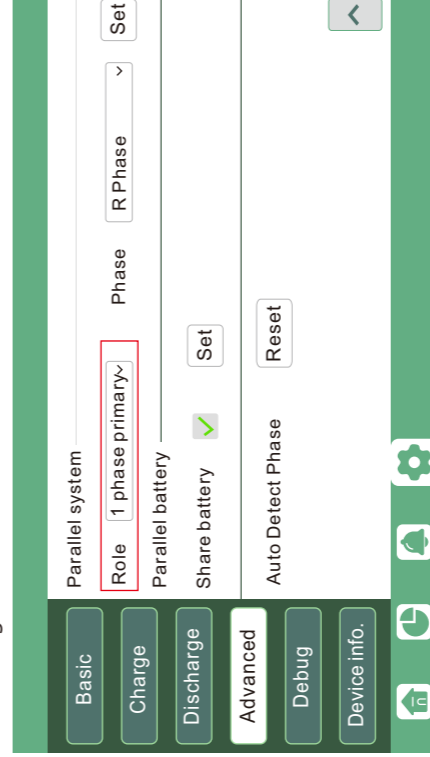 Basic
Charge
Discharge
Advanced
Debug
Device info.
Parallel system
Role 1 phase primary Phase R Phase Set
Parallel battery
Share battery Set
Auto Detect Phase Reset